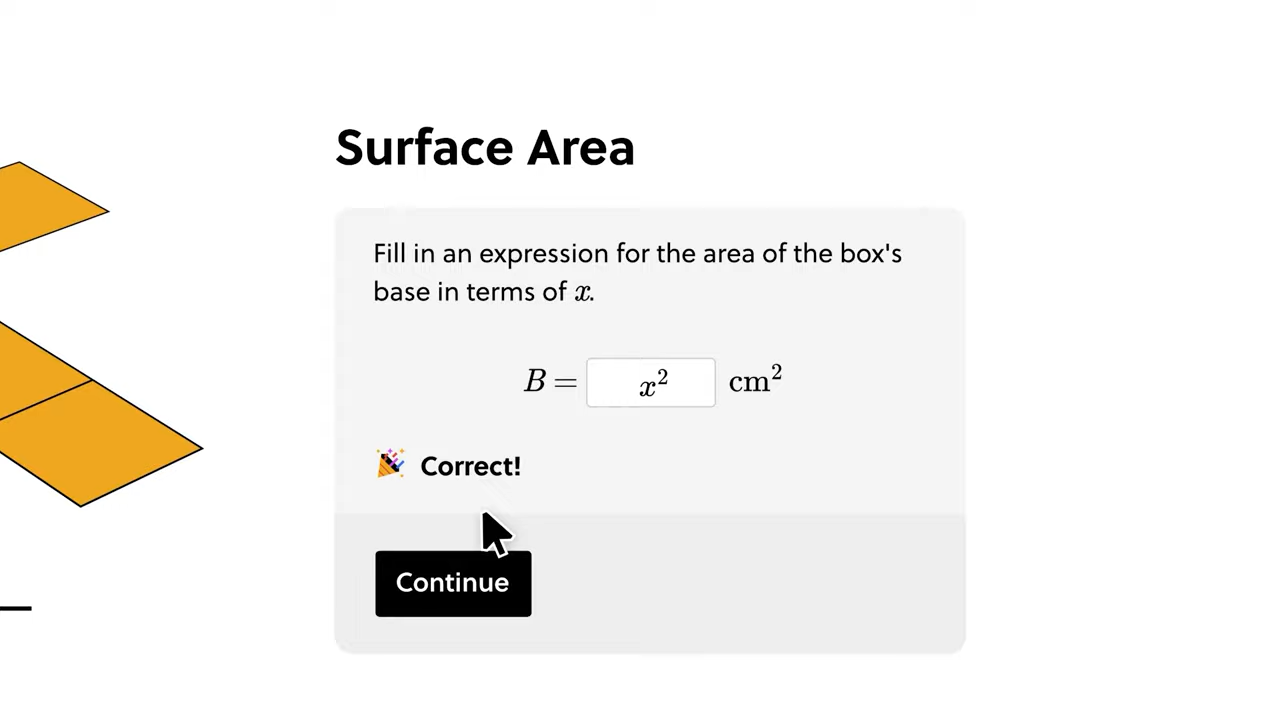 Surface Area
Fill in an expression for the area of the box's
base in terms of x.
B = x² cm²
🎉 Correct!
Continue